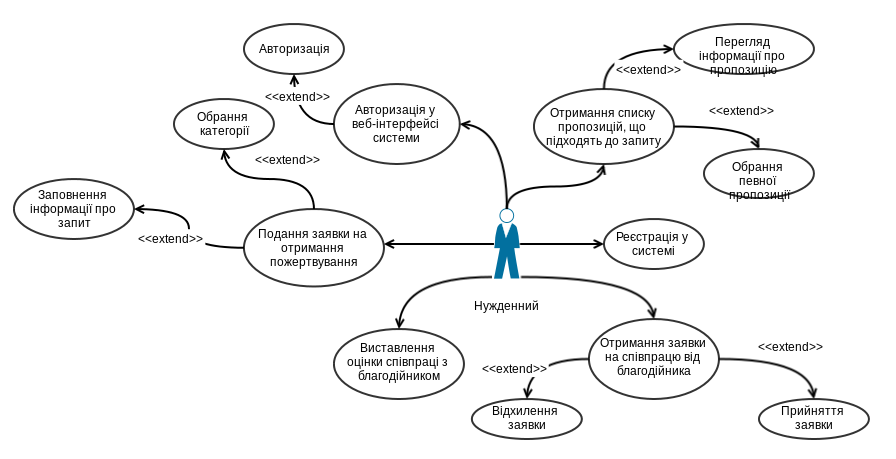 Авторизація
Перегляд
інформації про
пропозицію
<<extend>>
<<extend>>
Обрання
категорії
Авторизація у
веб-інтерфейсі
системи
Отримання списку
пропозицій, що
підходять до запиту
<<extend>>
<<extend>>
Обрання
певної
пропозиції
Заповнення
інформації про
запит
<<extend>>
Подання заявки на
отримання
пожертвування
Реєстрація у
системі
Нужденний
Виставлення
оцінки співпраці з
благодійником
Отримання заявки
на співпрацю від
благодійника
<<extend>>
<<extend>>
Відхилення
заявки
Прийняття
заявки